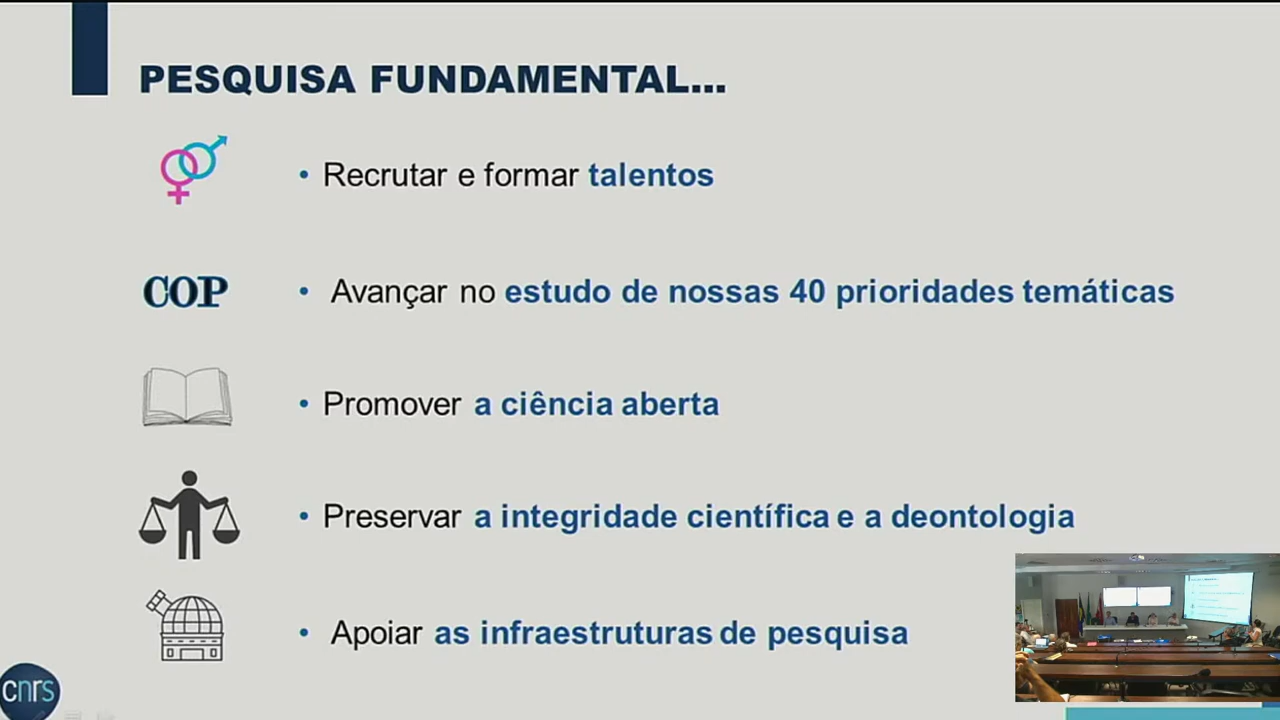 PESQUISA FUNDAMENTAL...
• Recrutar e formar talentos
COP
• Avançar no estudo de nossas 40 prioridades temáticas
• Promover a ciência aberta
• Preservar a integridade científica e a deontologia
• Apoiar as infraestruturas de pesquisa
cnrs